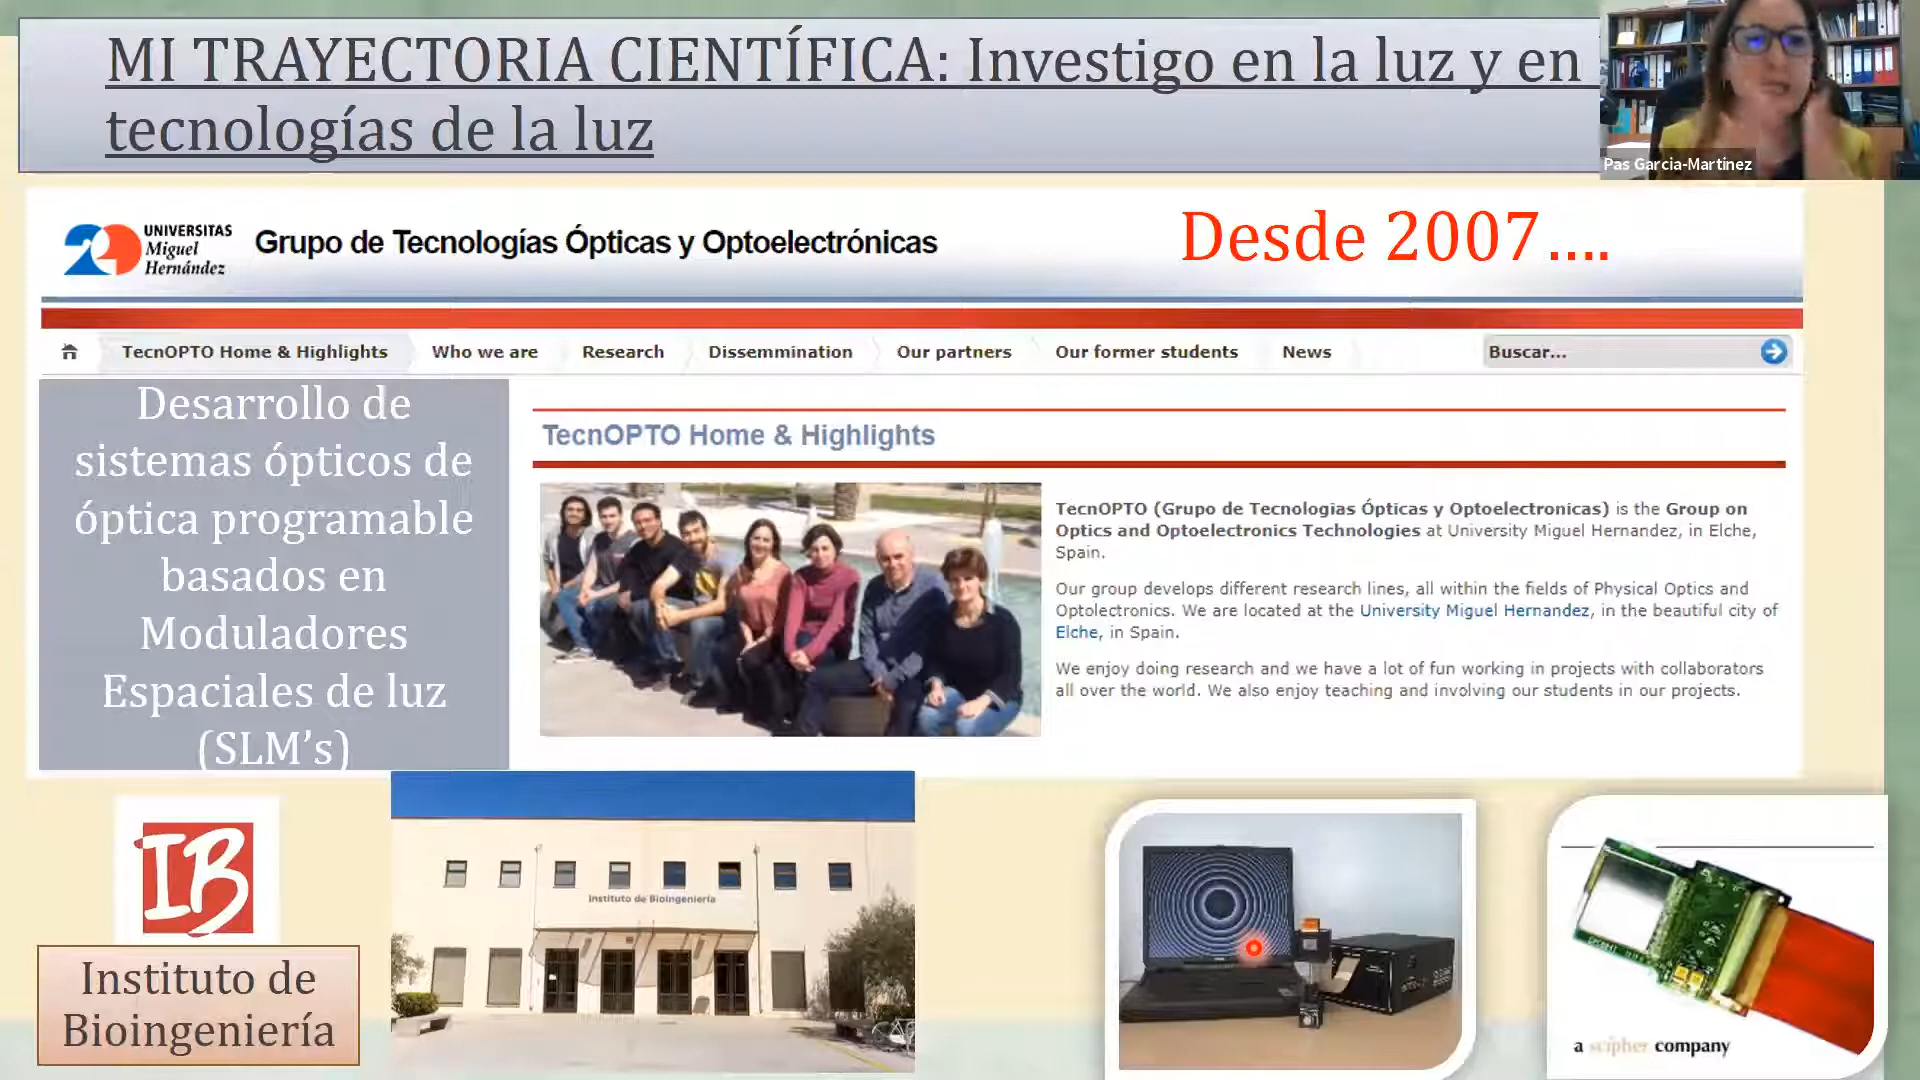 MI TRAYECTORIA CIENTÍFICA: Investigo en la luz y en
tecnologías de la luz
Pas Garcia-Martinez
UNIVERSITAS
Miguel
Hernández
Grupo de Tecnologías Ópticas y Optoelectrónicas
Desde 2007....
TecnOPTO Home & Highlights
Who we are
Research
Dissemmination
Our partners
Our former students
News
Buscar...
Desarrollo de
sistemas ópticos de
óptica programable
basados en
Moduladores
Espaciales de luz
(SLM's)
TecnOPTO Home & Highlights
TecnOPTO (Grupo de Tecnologias Ópticas y Optoelectronicas) is the Group on
Optics and Optoelectronics Technologies at University Miguel Hernandez, in Elche,
Spain.
Our group develops different research lines, all within the fields of Physical Optics and
Optolectronics. We are located at the University Miguel Hernandez, in the beautiful city of
Elche, in Spain.
We enjoy doing research and we have a lot of fun working in projects with collaborators
all over the world. We also enjoy teaching and involving our students in our projects.
IB
Instituto de
Bioingeniería
Instituto de Bioingeniería
a scipher company